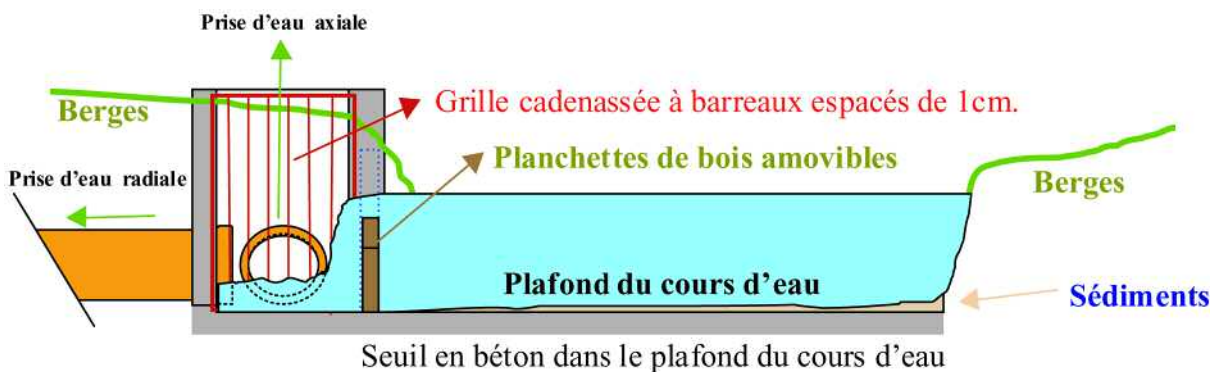 Prise d'eau axiale
Berges
Grille cadenassée à barreaux espacés de 1cm.
Planchettes de bois amovibles
Prise d'eau radiale
Berges
Plafond du cours d'eau
Sédiments
Seuil en béton dans le plafond du cours d'eau